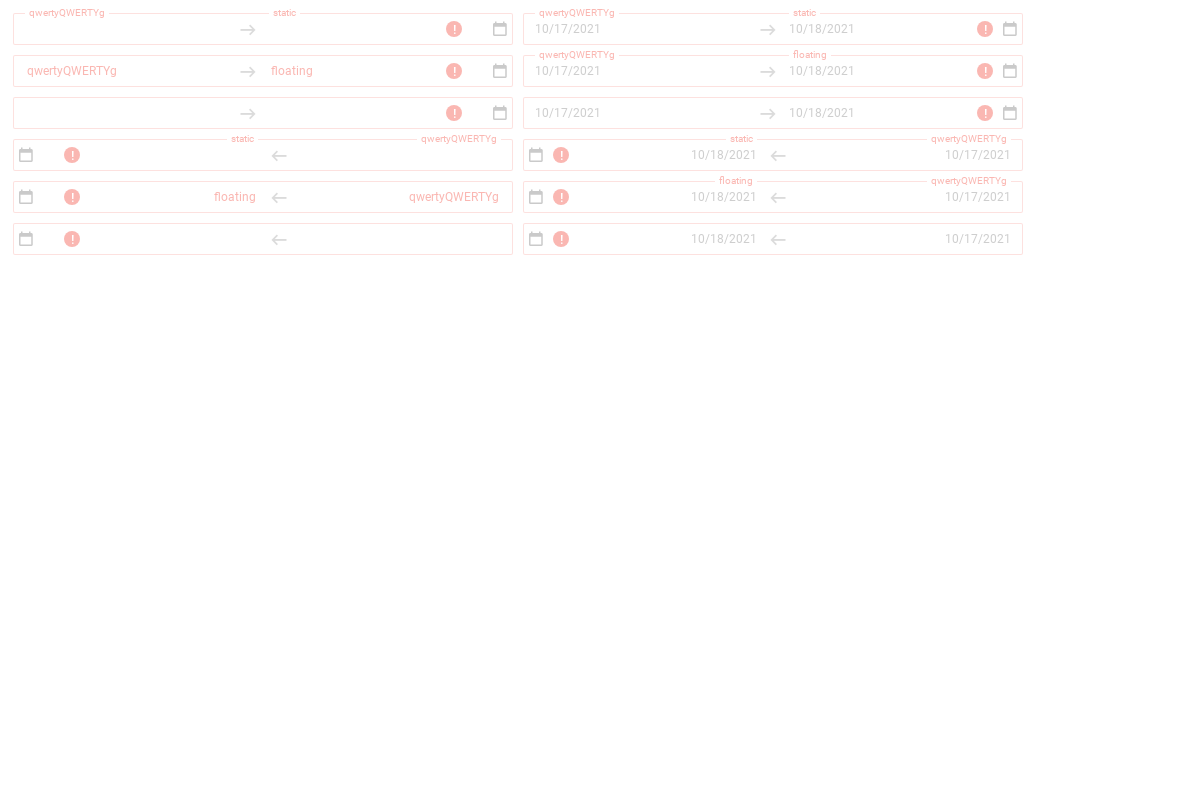 qwertyQWERTYg static qwertyQWERTYg static
10/17/2021 10/18/2021
qwertyQWERTYg floating
qwertyQWERTYg floating 10/17/2021 10/18/2021
10/17/2021 10/18/2021
static qwertyQWERTYg static qwertyQWERTYg
10/18/2021 10/17/2021
floating qwertyQWERTYg
floating qwertyQWERTYg 10/18/2021 10/17/2021
10/18/2021 10/17/2021